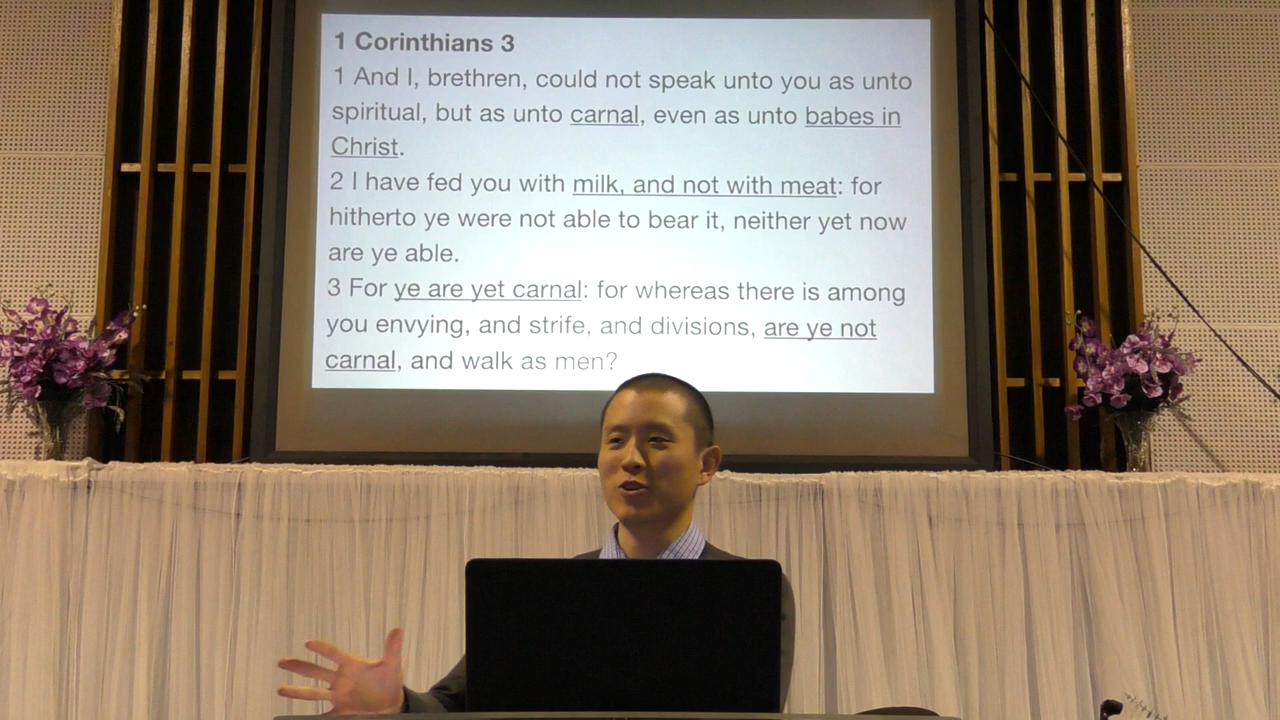 1 Corinthians 3
1 And I, brethren, could not speak unto you as unto
spiritual, but as unto carnal, even as unto babes in
Christ.
2 I have fed you with milk, and not with meat: for
hitherto ye were not able to bear it, neither yet now
are ye able.
3 For ye are yet carnal: for whereas there is among
you envying, and strife, and divisions, are ye not
carnal, and walk as men?